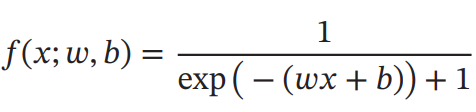 f(x; w, b) = 1 / exp( − (wx + b)) + 1